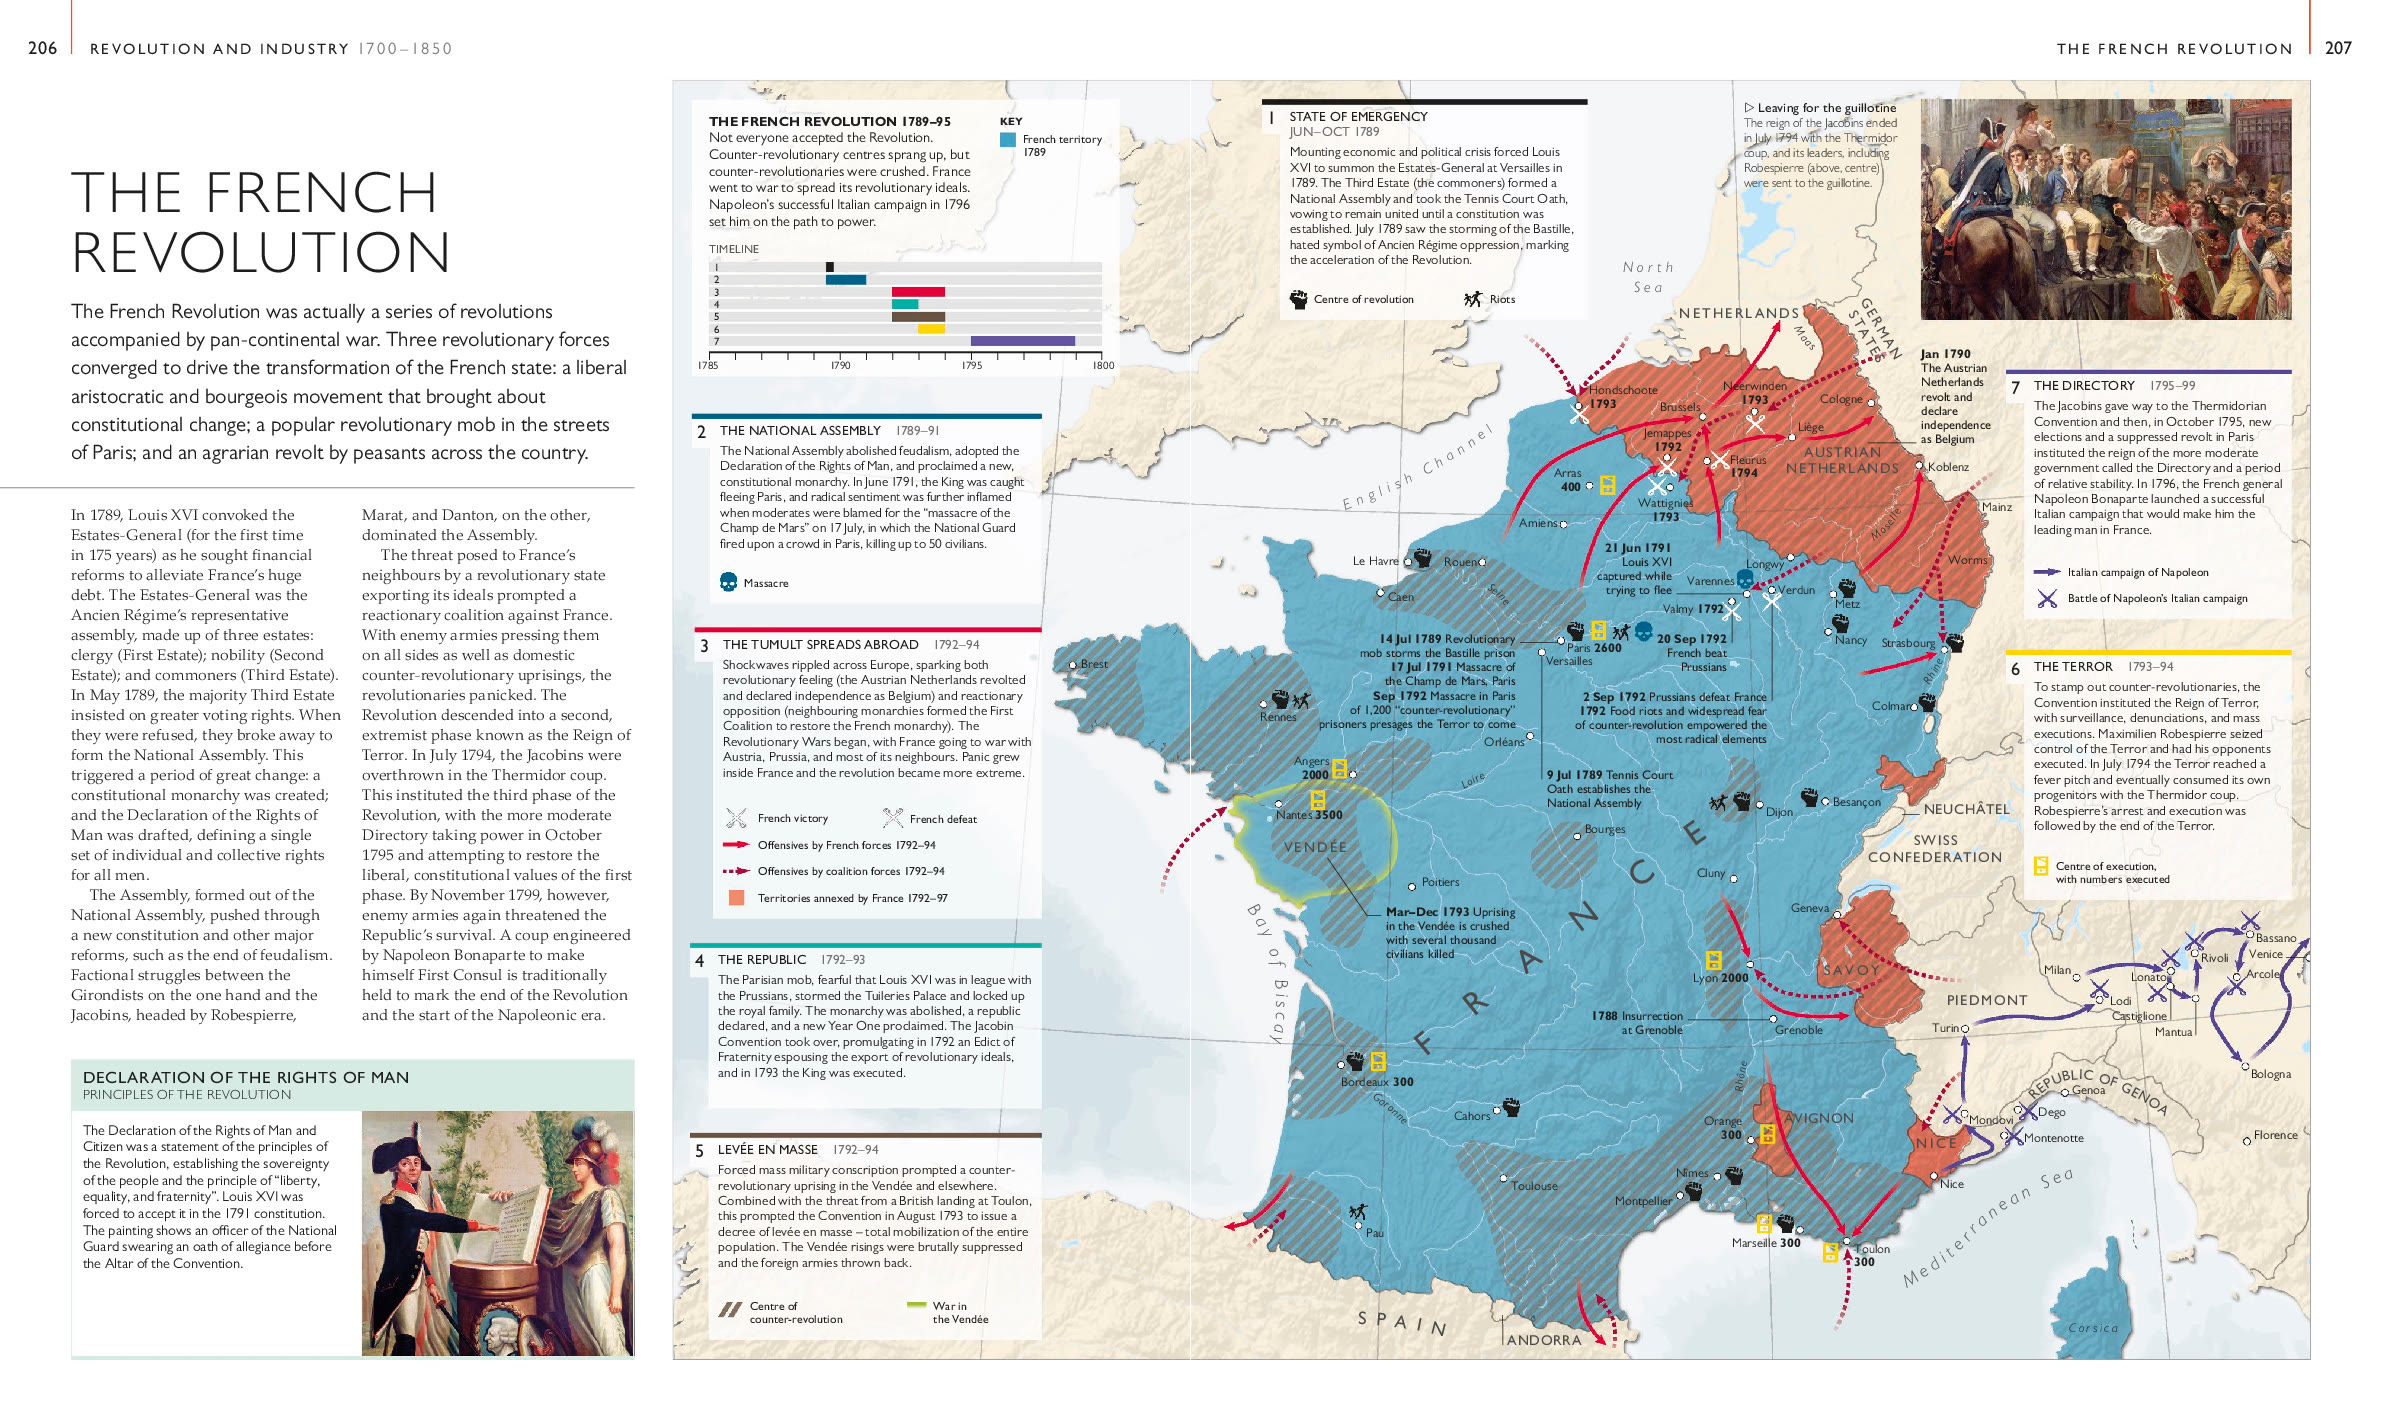 206 REVOLUTION AND INDUSTRY 1700–1850
THE FRENCH REVOLUTION 207
THE FRENCH
REVOLUTION
The French Revolution was actually a series of revolutions
accompanied by pan-continental war. Three revolutionary forces
converged to drive the transformation of the French state: a liberal
aristocratic and bourgeois movement that brought about
constitutional change; a popular revolutionary mob in the streets
of Paris; and an agrarian revolt by peasants across the country.
In 1789, Louis XVI convoked the
Estates-General (for the first time
in 175 years) as he sought financial
reforms to alleviate France's huge
debt. The Estates-General was the
Ancien Régime's representative
assembly, made up of three estates:
clergy (First Estate); nobility (Second
Estate); and commoners (Third Estate).
In May 1789, the majority Third Estate
insisted on greater voting rights. When
they were refused, they broke away to
form the National Assembly. This
triggered a period of great change: a
constitutional monarchy was created;
and the Declaration of the Rights of
Man was drafted, defining a single
set of individual and collective rights
for all men.
The Assembly, formed out of the
National Assembly, pushed through
a new constitution and other major
reforms, such as the end of feudalism.
Factional struggles between the
Girondists on the one hand and the
Jacobins, headed by Robespierre,
Marat, and Danton, on the other,
dominated the Assembly.
The threat posed to France's
neighbours by a revolutionary state
exporting its ideals prompted a
reactionary coalition against France.
With enemy armies pressing them
on all sides as well as domestic
counter-revolutionary uprisings, the
revolutionaries panicked. The
Revolution descended into a second,
extremist phase known as the Reign of
Terror. In July 1794, the Jacobins were
overthrown in the Thermidor coup.
This instituted the third phase of the
Revolution, with the more moderate
Directory taking power in October
1795 and attempting to restore the
liberal, constitutional values of the first
phase. By November 1799, however,
enemy armies again threatened the
Republic's survival. A coup engineered
by Napoleon Bonaparte to make
himself First Consul is traditionally
held to mark the end of the Revolution
and the start of the Napoleonic era.
DECLARATION OF THE RIGHTS OF MAN
PRINCIPLES OF THE REVOLUTION
The Declaration of the Rights of Man and
Citizen was a statement of the principles of
the Revolution, establishing the sovereignty
of the people and the principle of "liberty,
equality, and fraternity". Louis XVI was
forced to accept it in the 1791 constitution.
The painting shows an officer of the National
Guard swearing an oath of allegiance before
the Altar of the Convention.
THE FRENCH REVOLUTION 1789–95
Not everyone accepted the Revolution.
Counter-revolutionary centres sprang up, but
counter-revolutionaries were crushed. France
went to war to spread its revolutionary ideals.
Napoleon's successful Italian campaign in 1796
set him on the path to power.
KEY
French territory
1789
TIMELINE
1
2
3
4
5
6
7
1785 1790 1795 1800
1 STATE OF EMERGENCY
JUN–OCT 1789
Mounting economic and political crisis forced Louis
XVI to summon the Estates-General at Versailles in
1789. The Third Estate (the commoners) formed a
National Assembly and took the Tennis Court Oath,
vowing to remain united until a constitution was
established. July 1789 saw the storming of the Bastille,
hated symbol of Ancien Régime oppression, marking
the acceleration of the Revolution.
Centre of revolution
Riots
2 THE NATIONAL ASSEMBLY 1789–91
The National Assembly abolished feudalism, adopted the
Declaration of the Rights of Man, and proclaimed a new,
constitutional monarchy. In June 1791, the King was caught
fleeing Paris, and radical sentiment was further inflamed
when moderates were blamed for the "massacre of the
Champ de Mars" on 17 July, in which the National Guard
fired upon a crowd in Paris, killing up to 50 civilians.
Massacre
3 THE TUMULT SPREADS ABROAD 1792–94
Shockwaves rippled across Europe, sparking both
revolutionary feeling (the Austrian Netherlands revolted
and declared independence as Belgium) and reactionary
opposition (neighbouring monarchies formed the First
Coalition to restore the French monarchy). The
Revolutionary Wars began, with France going to war with
Austria, Prussia, and most of its neighbours. Panic grew
inside France and the revolution became more extreme.
French victory
French defeat
Offensives by French forces 1792–94
Offensives by coalition forces 1792–94
Territories annexed by France 1792–97
4 THE REPUBLIC 1792–93
The Parisian mob, fearful that Louis XVI was in league with
the Prussians, stormed the Tuileries Palace and locked up
the royal family. The monarchy was abolished, a republic
declared, and a new Year One proclaimed. The Jacobin
Convention took over, promulgating in 1792 an Edict of
Fraternity espousing the export of revolutionary ideals,
and in 1793 the King was executed.
5 LEVÉE EN MASSE 1792–94
Forced mass military conscription prompted a counter-
revolutionary uprising in the Vendée and elsewhere.
Combined with the threat from a British landing at Toulon,
this prompted the Convention in August 1793 to issue a
decree of levée en masse – total mobilization of the entire
population. The Vendée risings were brutally suppressed
and the foreign armies thrown back.
Centre of
counter-revolution
War in
the Vendée
▷ Leaving for the guillotine
The reign of the Jacobins ended
in July 1794 with the Thermidor
coup, and its leaders, including
Robespierre (above, centre)
were sent to the guillotine.
7 THE DIRECTORY 1795–99
The Jacobins gave way to the Thermidorian
Convention and then, in October 1795, new
elections and a suppressed revolt in Paris
instituted the reign of the more moderate
government called the Directory and a period
of relative stability. In 1796, the French general
Napoleon Bonaparte launched a successful
Italian campaign that would make him the
leading man in France.
Italian campaign of Napoleon
Battle of Napoleon's Italian campaign
6 THE TERROR 1793–94
To stamp out counter-revolutionaries, the
Convention instituted the Reign of Terror,
with surveillance, denunciations, and mass
executions. Maximilien Robespierre seized
control of the Terror and had his opponents
executed. In July 1794 the Terror reached a
fever pitch and eventually consumed its own
progenitors with the Thermidor coup.
Robespierre's arrest and execution was
followed by the end of the Terror.
Centre of execution,
with numbers executed
North
Sea
NETHERLANDS
Maas
GERMAN
STATES
Jan 1790
The Austrian
Netherlands
revolt and
declare
independence
as Belgium
Hondschoote
1793
Neerwinden
1793
Brussels
Cologne
Jemappes
1792
Liège
AUSTRIAN
NETHERLANDS
Fleurus
1794
Koblenz
Arras
400
Wattignies
1793
Mainz
Moselle
English Channel
Amiens
Worms
Le Havre
Rouen
Seine
Caen
21 Jun 1791
Louis XVI
captured while
trying to flee
Longwy
Varennes
Verdun
Valmy 1792
Metz
Nancy
Strasbourg
Rhine
Colmar
14 Jul 1789 Revolutionary
mob storms the Bastille prison
17 Jul 1791 Massacre of
the Champ de Mars, Paris
Sep 1792 Massacre in Paris
of 1,200 "counter-revolutionary"
prisoners presages the Terror to come
Paris 2600
Versailles
20 Sep 1792
French beat
Prussians
2 Sep 1792 Prussians defeat France
1792 Food riots and widespread fear
of counter-revolution empowered the
most radical elements
Brest
Rennes
Orléans
Loire
Angers
2000
Nantes 3500
VENDÉE
9 Jul 1789 Tennis Court
Oath establishes the
National Assembly
Dijon
Besançon
Bourges
NEUCHÂTEL
SWISS
CONFEDERATION
FRANCE
Cluny
Poitiers
Mar–Dec 1793 Uprising
in the Vendée is crushed
with several thousand
civilians killed
Bay of Biscay
Geneva
Lyon 2000
SAVOY
1788 Insurrection
at Grenoble
Grenoble
PIEDMONT
Turin
Milan
Lodi
Lonato
Castiglione
Mantua
Rivoli
Bassano
Venice
Arcole
Bologna
Rhône
Bordeaux 300
Garonne
Cahors
Orange
300
AVIGNON
REPUBLIC OF GENOA
Genoa
Mondovi
Dego
Montenotte
Florence
NICE
Nice
Nîmes
Montpellier
Toulouse
Pau
Marseille 300
Toulon
300
Mediterranean Sea
Corsica
SPAIN
ANDORRA